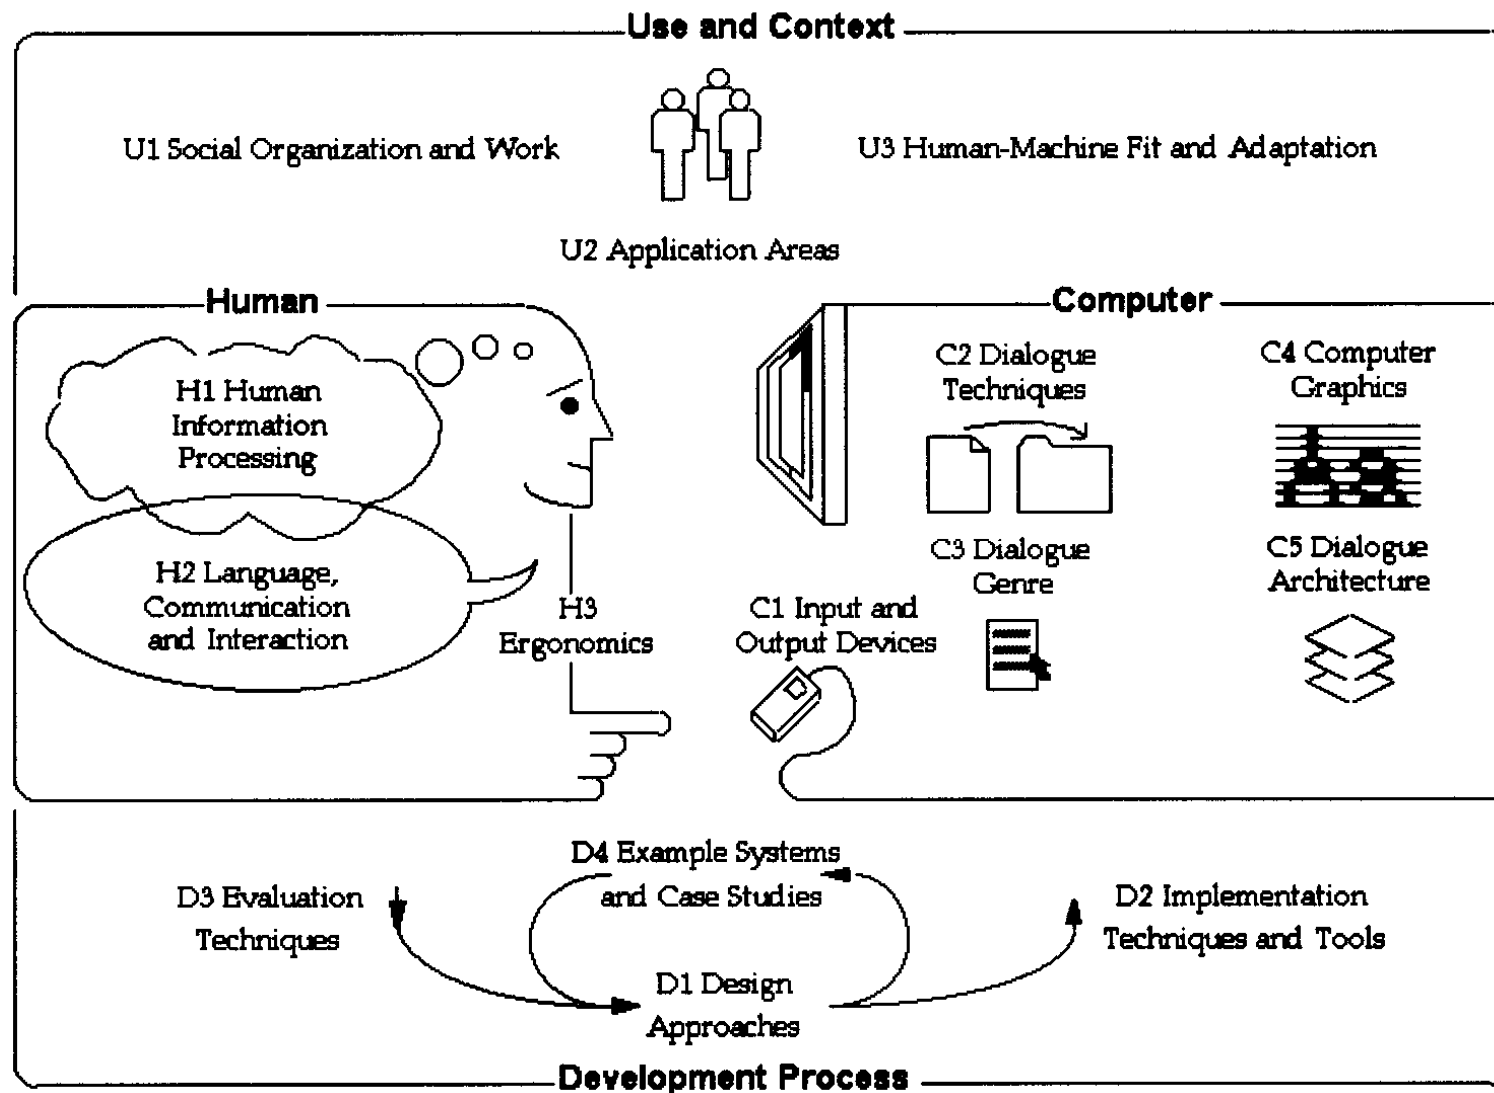 Use and Context
U1 Social Organization and Work
U3 Human-Machine Fit and Adaptation
U2 Application Areas
Human
H1 Human
Information
Processing
H2 Language,
Communication
and Interaction
H3
Ergonomics
Computer
C1 Input and
Output Devices
C2 Dialogue
Techniques
C3 Dialogue
Genre
C4 Computer
Graphics
C5 Dialogue
Architecture
D3 Evaluation
Techniques
D4 Example Systems
and Case Studies
D1 Design
Approaches
D2 Implementation
Techniques and Tools
Development Process